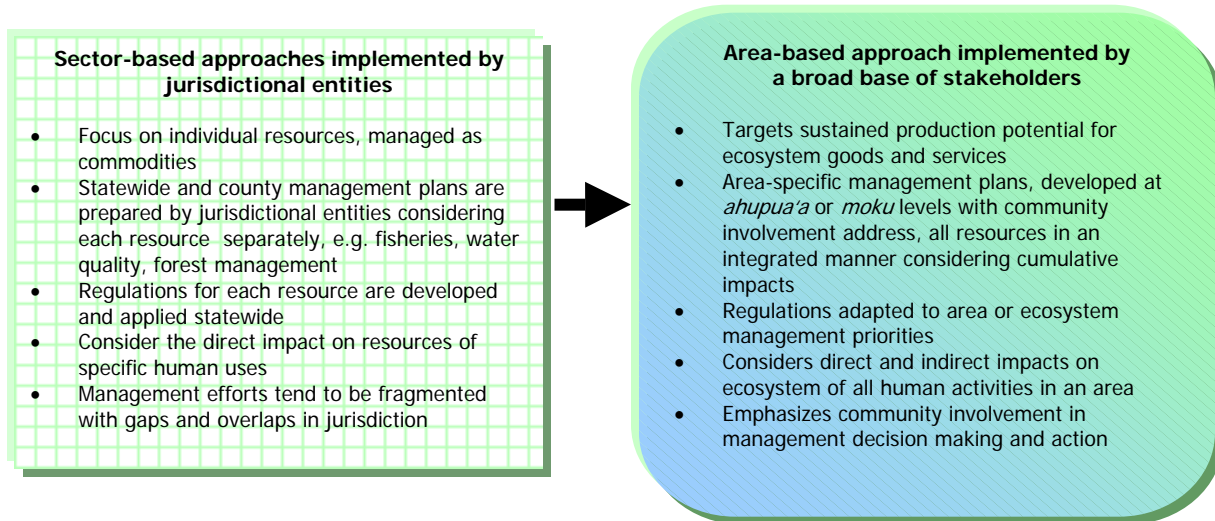 Sector-based approaches implemented by
jurisdictional entities
• Focus on individual resources, managed as
commodities
• Statewide and county management plans are
prepared by jurisdictional entities considering
each resource separately, e.g. fisheries, water
quality, forest management
• Regulations for each resource are developed
and applied statewide
• Consider the direct impact on resources of
specific human uses
• Management efforts tend to be fragmented
with gaps and overlaps in jurisdiction
Area-based approach implemented by
a broad base of stakeholders
• Targets sustained production potential for
ecosystem goods and services
• Area-specific management plans, developed at
ahupua’a or moku levels with community
involvement address, all resources in an
integrated manner considering cumulative
impacts
• Regulations adapted to area or ecosystem
management priorities
• Considers direct and indirect impacts on
ecosystem of all human activities in an area
• Emphasizes community involvement in
management decision making and action